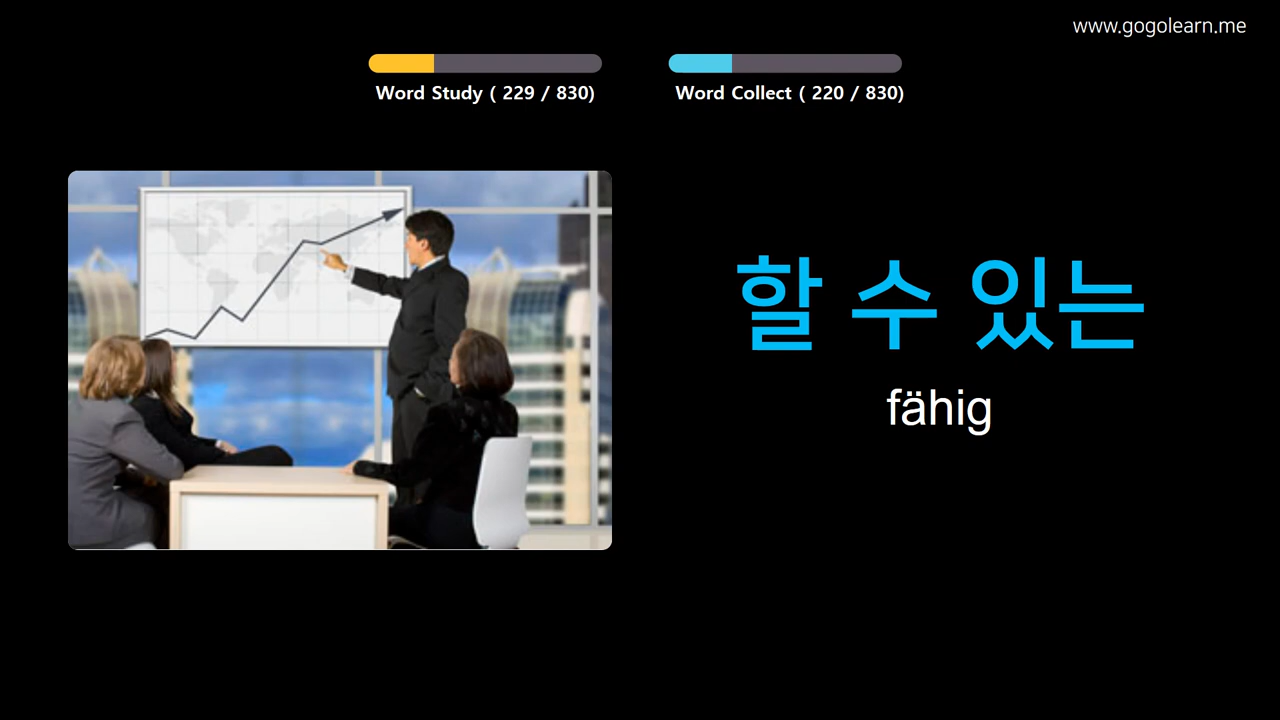 www.gogolearn.me
Word Study ( 229 / 830)
Word Collect ( 220 / 830)
할 수 있는
fähig